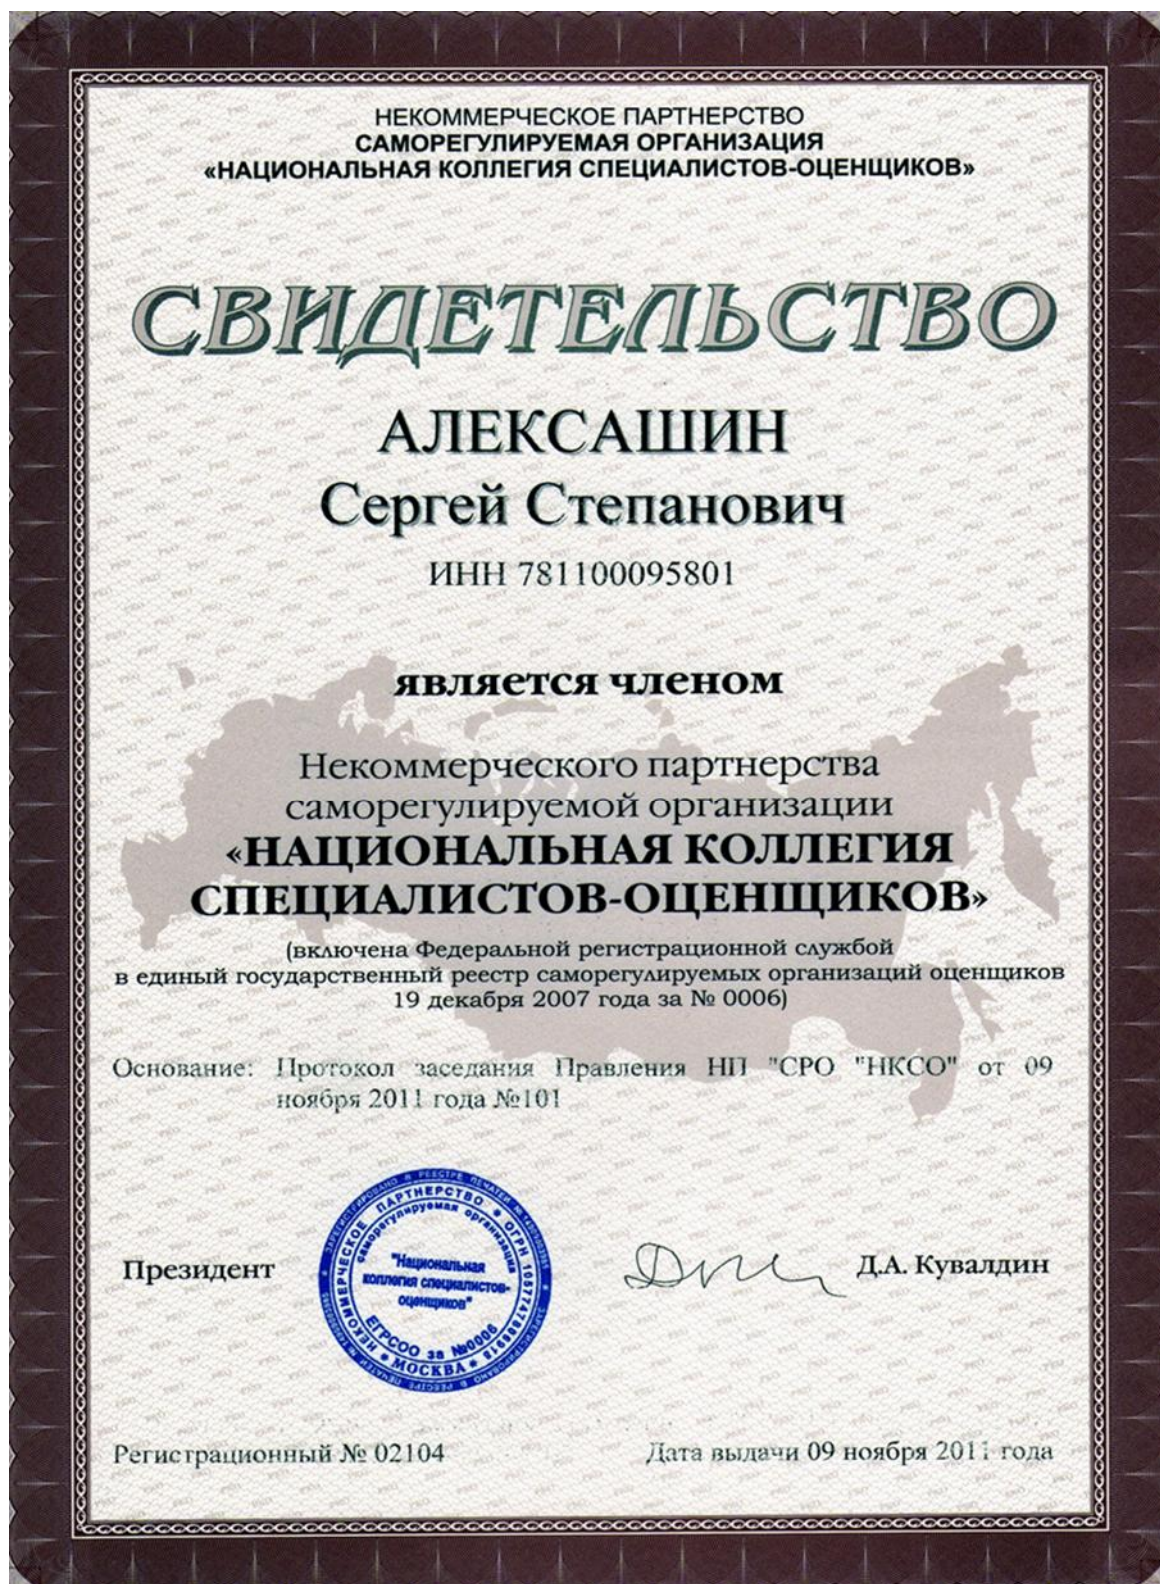 НЕКОММЕРЧЕСКОЕ ПАРТНЕРСТВО
САМОРЕГУЛИРУЕМАЯ ОРГАНИЗАЦИЯ
«НАЦИОНАЛЬНАЯ КОЛЛЕГИЯ СПЕЦИАЛИСТОВ-ОЦЕНЩИКОВ»
СВИДЕТЕЛЬСТВО
АЛЕКСАШИН
Сергей Степанович
ИНН 781100095801
является членом
Некоммерческого партнерства
саморегулируемой организации
«НАЦИОНАЛЬНАЯ КОЛЛЕГИЯ
СПЕЦИАЛИСТОВ-ОЦЕНЩИКОВ»
(включена Федеральной регистрационной службой
в единый государственный реестр саморегулируемых организаций оценщиков
19 декабря 2007 года за № 0006)
Основание: Протокол заседания Правления НП "СРО "НКСО" от 09
ноября 2011 года №101
Президент
НЕКОММЕРЧЕСКОЕ ПАРТНЕРСТВО
саморегулируемая организация
"Национальная
коллегия специалистов-
оценщиков"
ЕГРСОО за №0006
МОСКВА
Д.А. Кувалдин
Регистрационный № 02104
Дата выдачи 09 ноября 2011 года